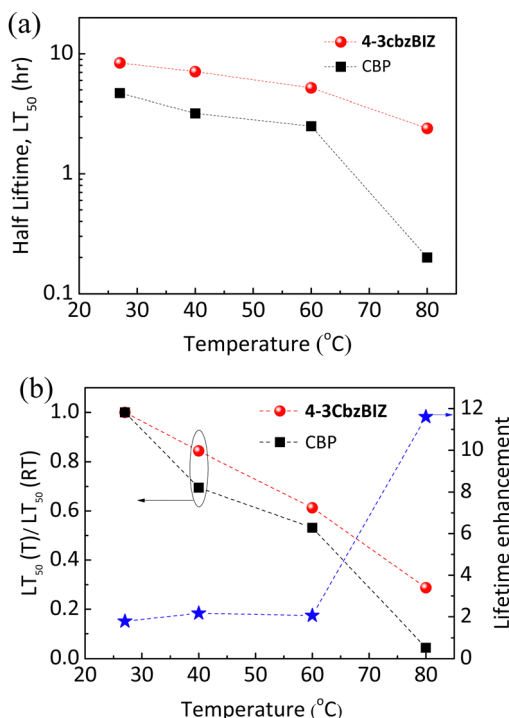 (a)
10
1
0.1
Half Liftime, LT50 (hr)
4-3cbzBIZ
CBP
20 30 40 50 60 70 80
Temperature (°C)
(b)
1.0
0.8
0.6
0.4
0.2
0.0
LT50 (T)/ LT50 (RT)
4-3CbzBIZ
CBP
12
10
8
6
4
2
0
Lifetime enhancement
20 30 40 50 60 70 80
Temperature (°C)